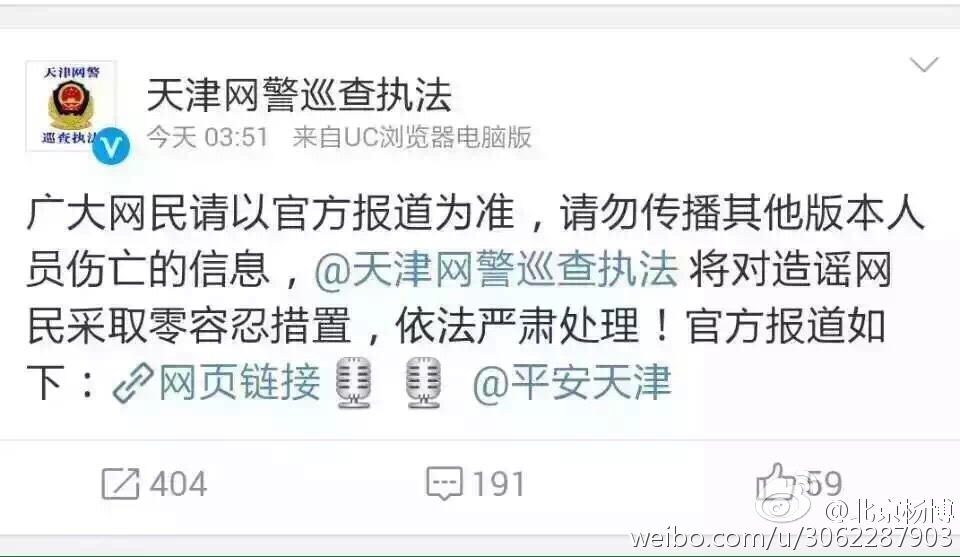 天津网警
巡查执法
天津网警巡查执法
今天 03:51 来自UC浏览器电脑版
广大网民请以官方报道为准，请勿传播其他版本人
员伤亡的信息，@天津网警巡查执法 将对造谣网
民采取零容忍措置，依法严肃处理！官方报道如
下：网页链接 @平安天津
404
191
59
@北京杨博
weibo.com/u/3062287903